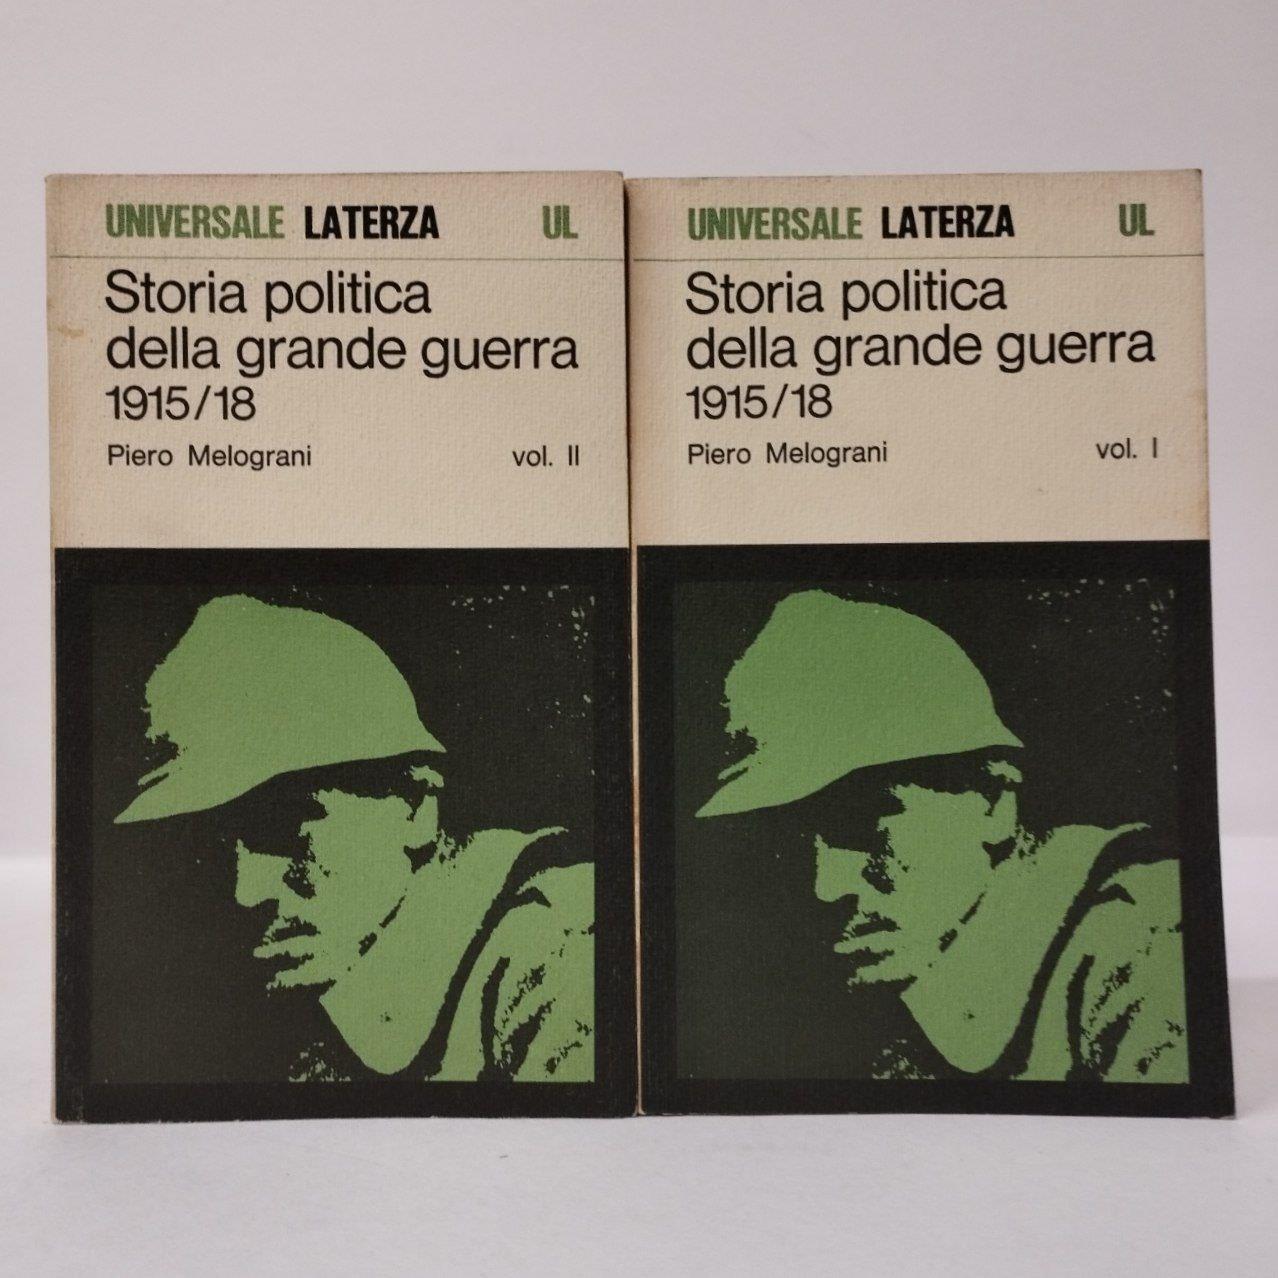 UNIVERSALE LATERZA UL
Storia politica
della grande guerra
1915/18
Piero Melograni vol. II
UNIVERSALE LATERZA UL
Storia politica
della grande guerra
1915/18
Piero Melograni vol. I